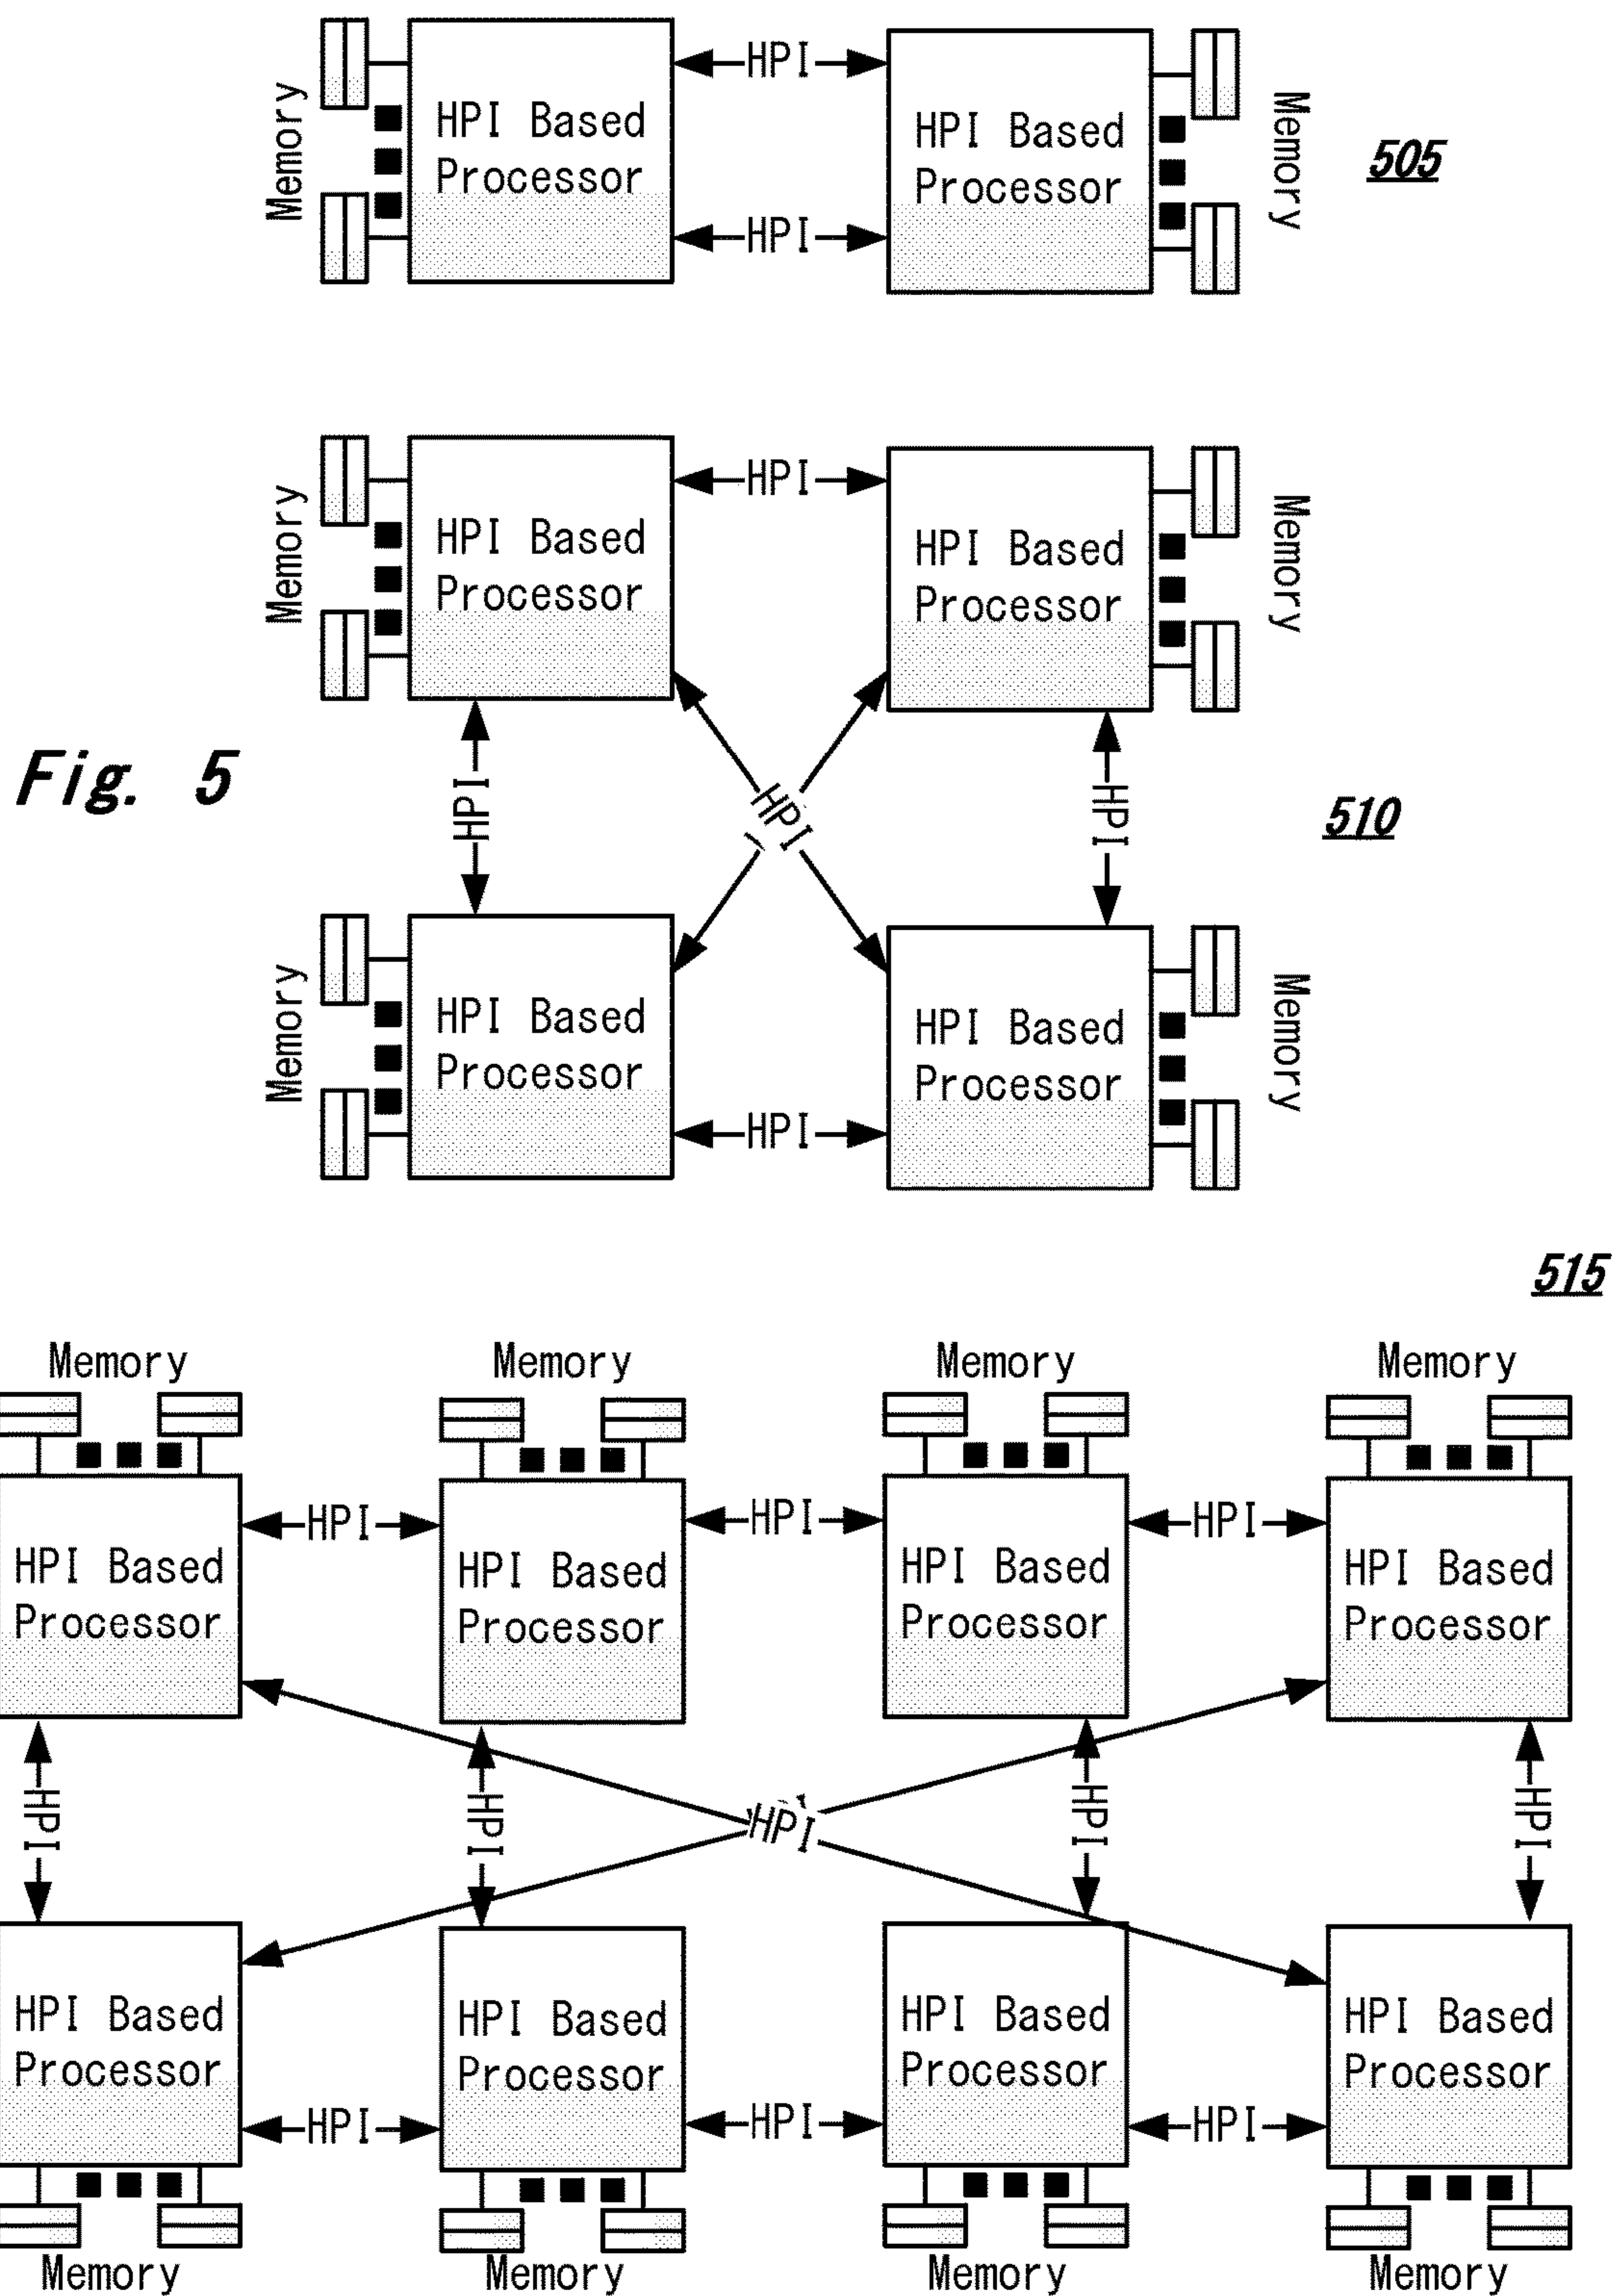 HPI
HPI Based
Processor
HPI Based
Processor
Memory
Memory
505
HPI
HPI
HPI Based
Processor
HPI Based
Processor
Memory
Memory
Fig. 5
HPI
HPI
HPI
510
HPI Based
Processor
HPI Based
Processor
Memory
Memory
HPI
515
Memory
Memory
Memory
Memory
HPI
HPI
HPI
HPI Based
Processor
HPI Based
Processor
HPI Based
Processor
HPI Based
Processor
HPI
HPI
HPI
HPI
HPI
HPI Based
Processor
HPI Based
Processor
HPI Based
Processor
HPI Based
Processor
HPI
HPI
HPI
Memory
Memory
Memory
Memory